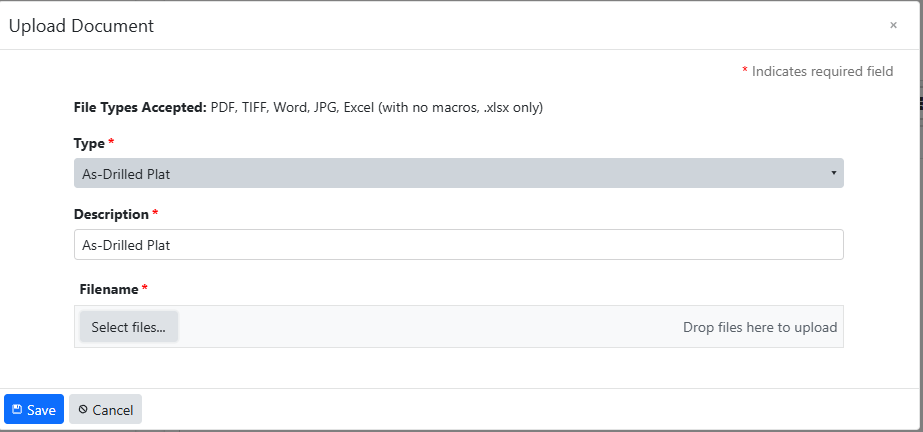 Upload Document ×
* Indicates required field
File Types Accepted: PDF, TIFF, Word, JPG, Excel (with no macros, .xlsx only)
Type *
As-Drilled Plat
Description *
As-Drilled Plat
Filename *
Select files... Drop files here to upload
Save Cancel